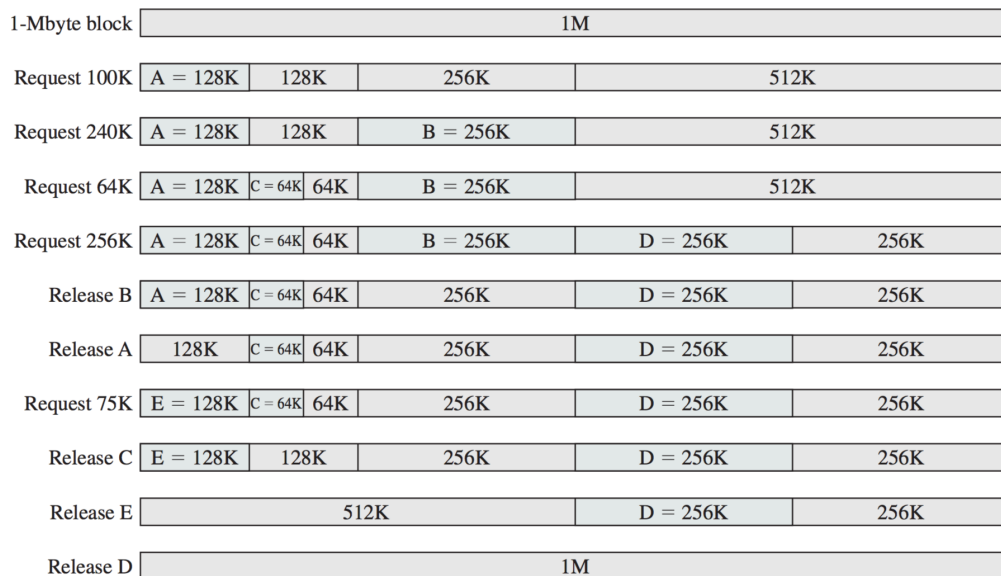 1-Mbyte block 1M
Request 100K A = 128K 128K 256K 512K
Request 240K A = 128K 128K B = 256K 512K
Request 64K A = 128K C = 64K 64K B = 256K 512K
Request 256K A = 128K C = 64K 64K B = 256K D = 256K 256K
Release B A = 128K C = 64K 64K 256K D = 256K 256K
Release A 128K C = 64K 64K 256K D = 256K 256K
Request 75K E = 128K C = 64K 64K 256K D = 256K 256K
Release C E = 128K 128K 256K D = 256K 256K
Release E 512K D = 256K 256K
Release D 1M